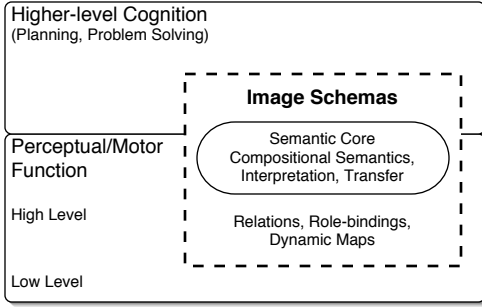 Higher-level Cognition
(Planning, Problem Solving)
Image Schemas
Semantic Core
Compositional Semantics,
Interpretation, Transfer
Perceptual/Motor
Function
High Level
Relations, Role-bindings,
Dynamic Maps
Low Level